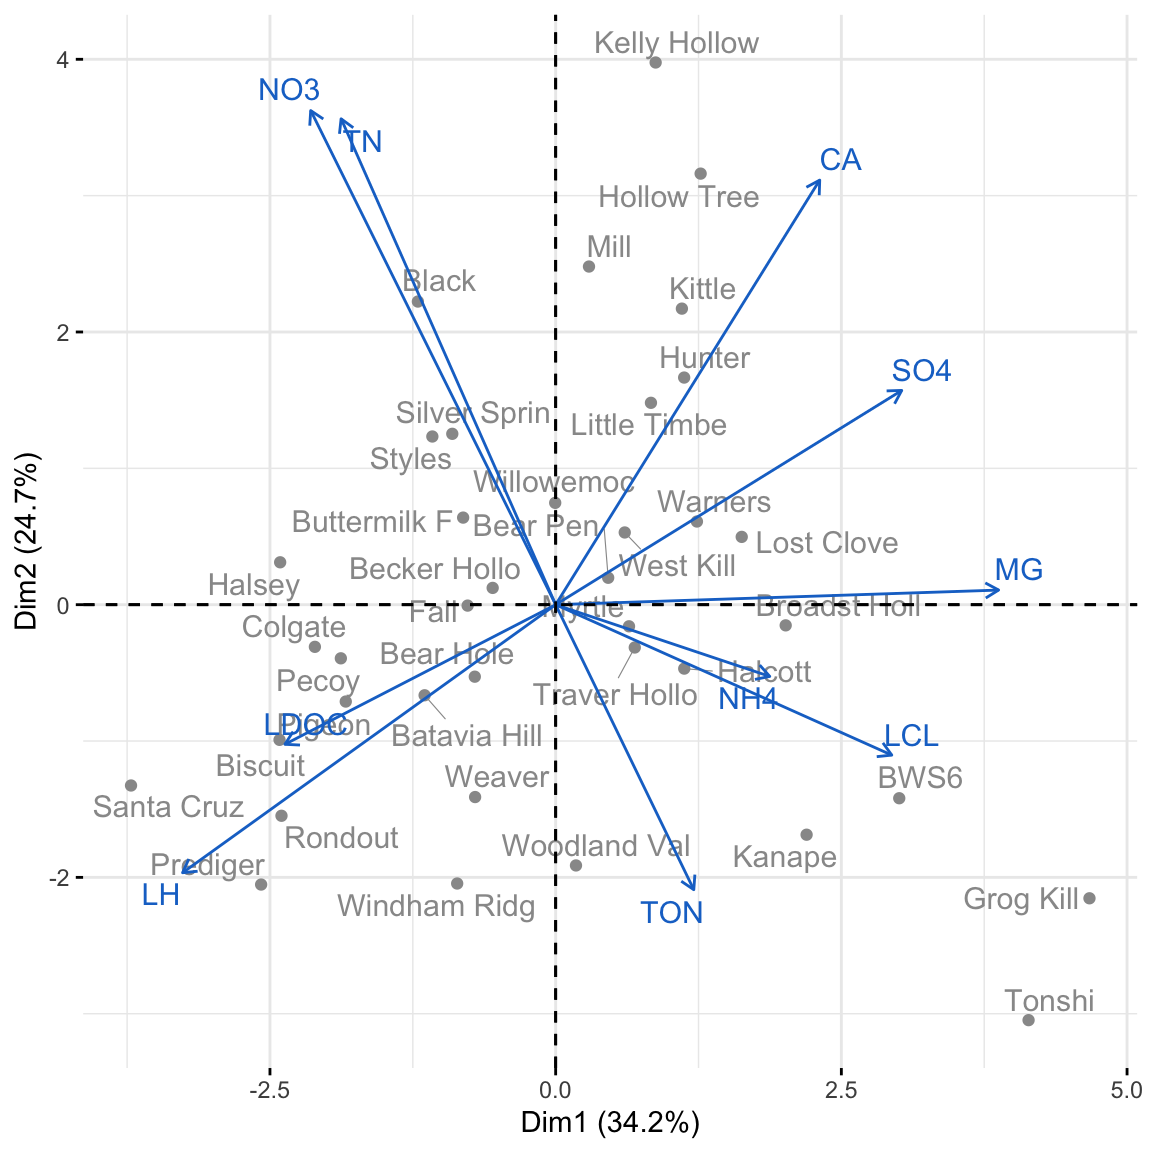 Kelly Hollow
4
NO3
TN
CA
Hollow Tree
Mill
Black
Kittle
2
Hunter
SO4
Silver Sprin
Little Timbe
Styles
Willowemoc
Warners
Buttermilk F
Bear Pen
Lost Clove
Becker Hollo
West Kill
MG
Halsey
0
Fall
Myrtle
Broadst Holl
Colgate
Bear Hole
Pecoy
Halcott
Traver Hollo
NH4
LDOC
Pigeon
Batavia Hill
LCL
Biscuit
Weaver
BWS6
Santa Cruz
Rondout
Woodland Val
Kanape
Prediger
-2
LH
Windham Ridg
TON
Grog Kill
Tonshi
-2.5
0.0
2.5
5.0
Dim1 (34.2%)
Dim2 (24.7%)